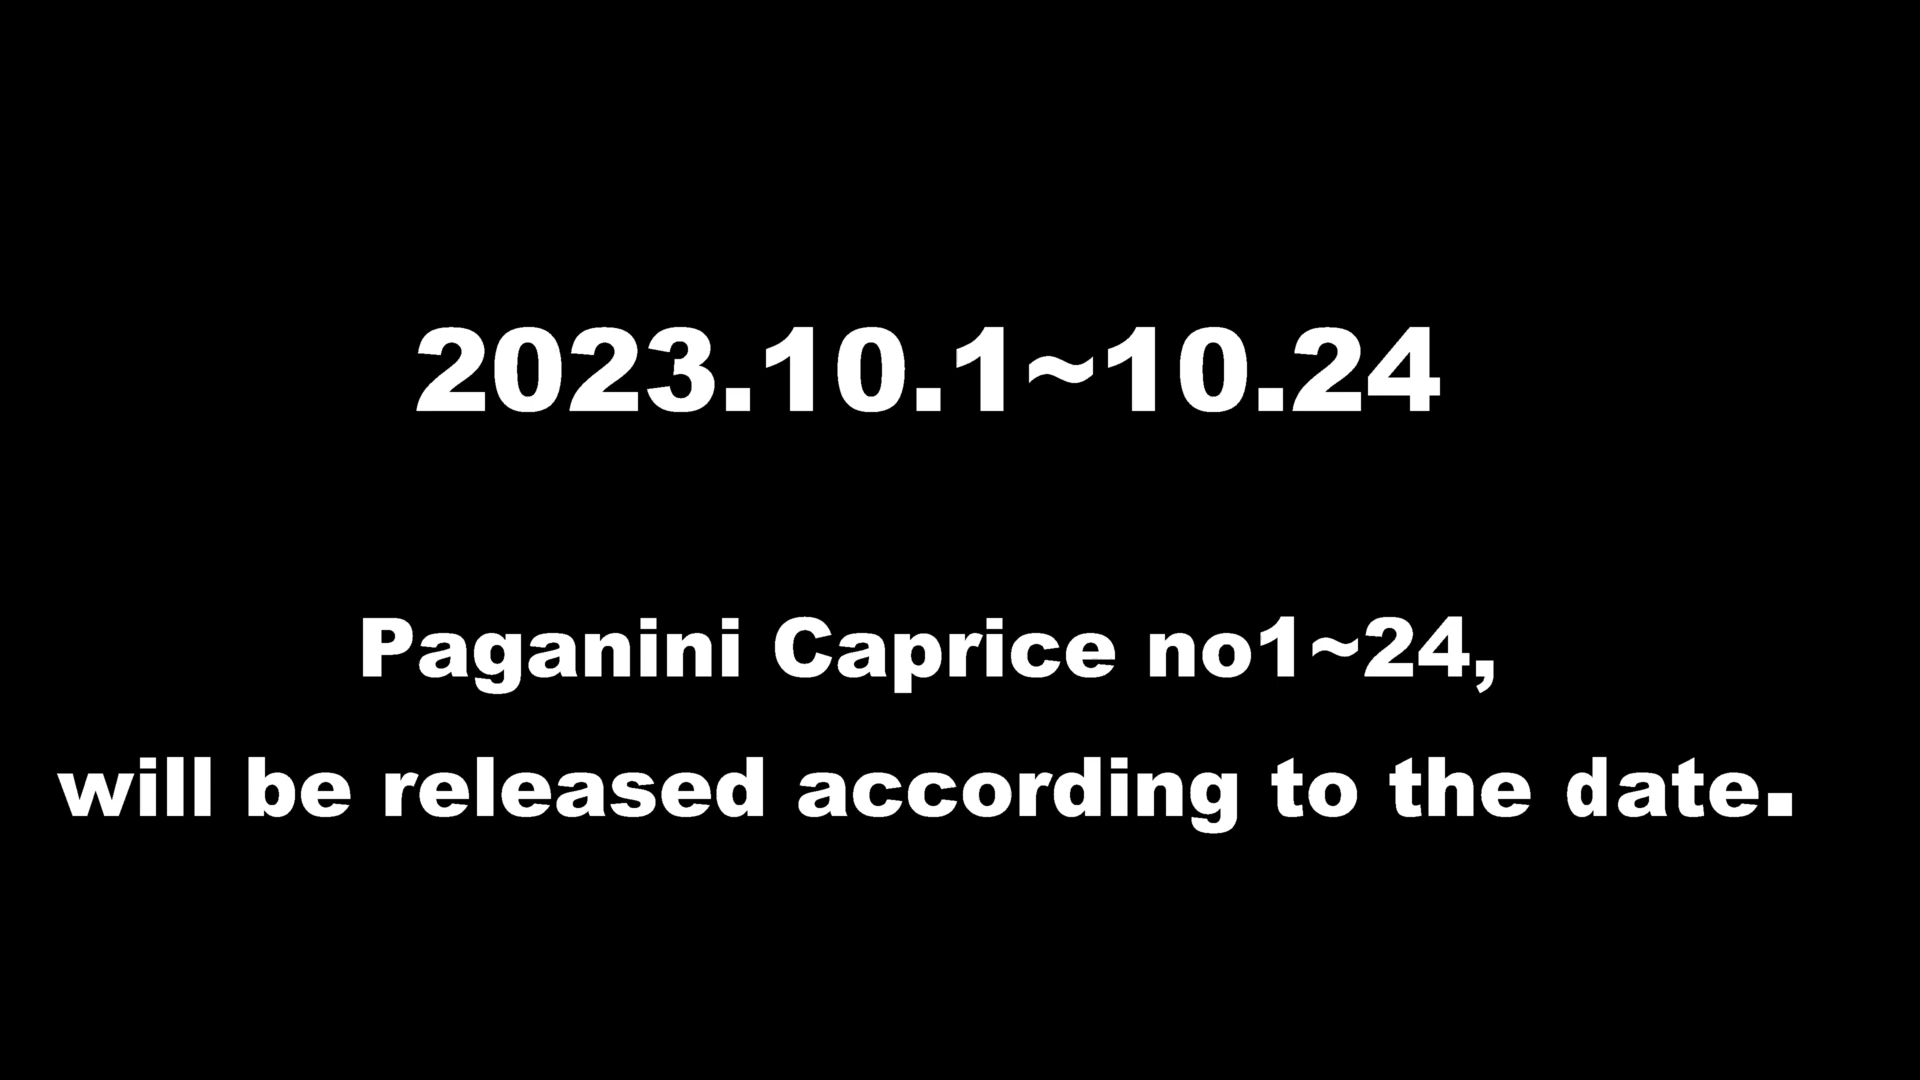 2023.10.1~10.24
Paganini Caprice no1~24,
will be released according to the date.